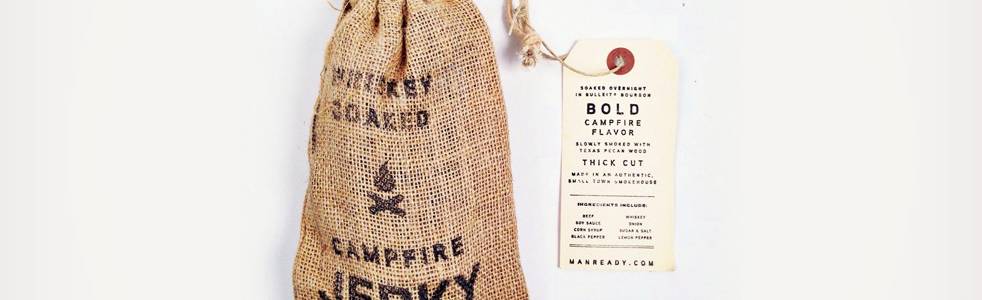 WHISKEY
SOAKED
CAMPFIRE
JERKY
SOAKED OVERNIGHT
IN BULLEIT BOURBON
BOLD
CAMPFIRE
FLAVOR
SLOWLY SMOKED WITH
TEXAS PECAN WOOD
THICK CUT
MADE IN AN AUTHENTIC,
SMALL TOWN SMOKEHOUSE
INGREDIENTS INCLUDE:
BEEF WHISKEY
SOY SAUCE ONION
CORN SYRUP SUGAR & SALT
BLACK PEPPER LEMON PEPPER
MANREADY.COM